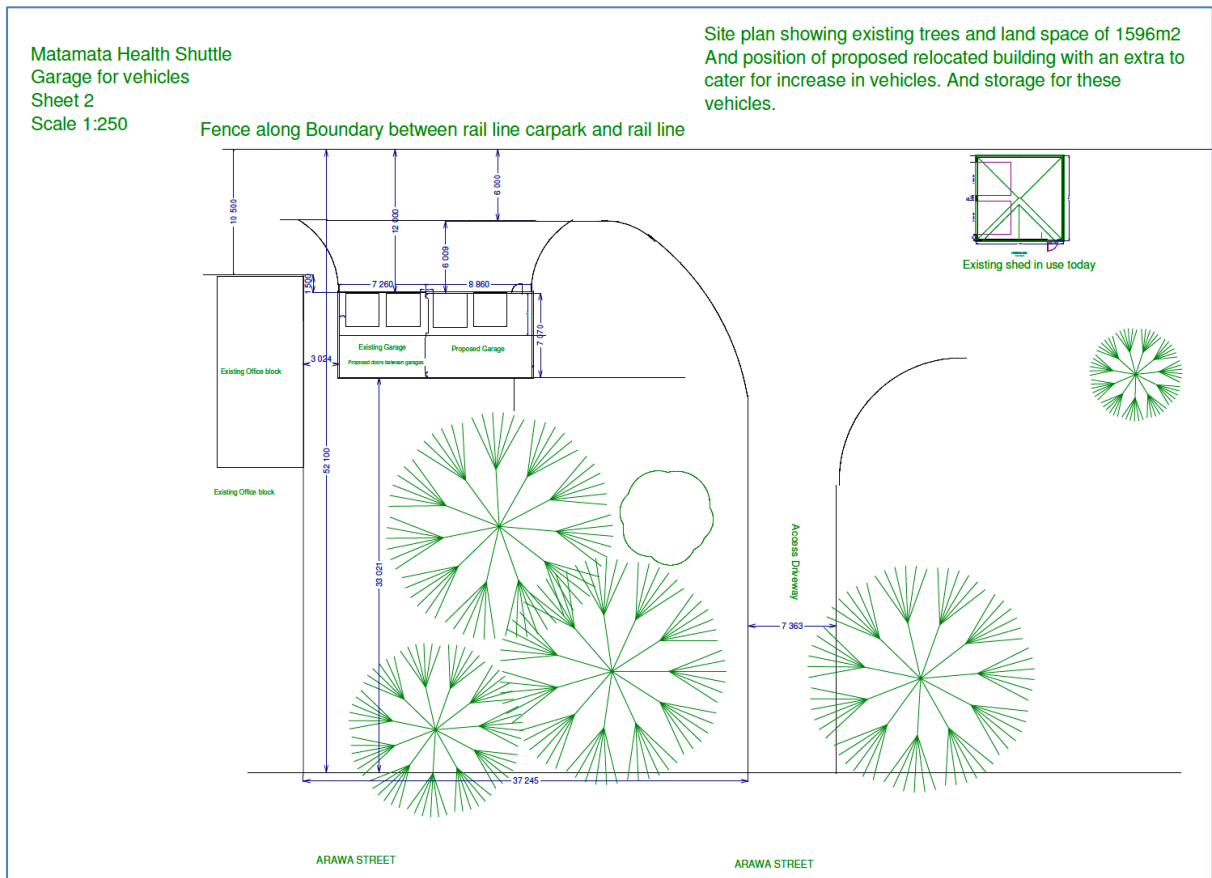 Matamata Health Shuttle
Garage for vehicles
Sheet 2
Scale 1:250
Site plan showing existing trees and land space of 1596m2
And position of proposed relocated building with an extra to
cater for increase in vehicles. And storage for these
vehicles.
Fence along Boundary between rail line carpark and rail line
10 500
12 000
6 000
6 009
1 500
7 260
8 860
7 070
3 024
Existing shed in use today
Existing Garage
Proposed Garage
Proposed doors between garages
Existing Office block
52 100
Existing Office block
33 021
Access Driveway
7 363
37 245
ARAWA STREET
ARAWA STREET